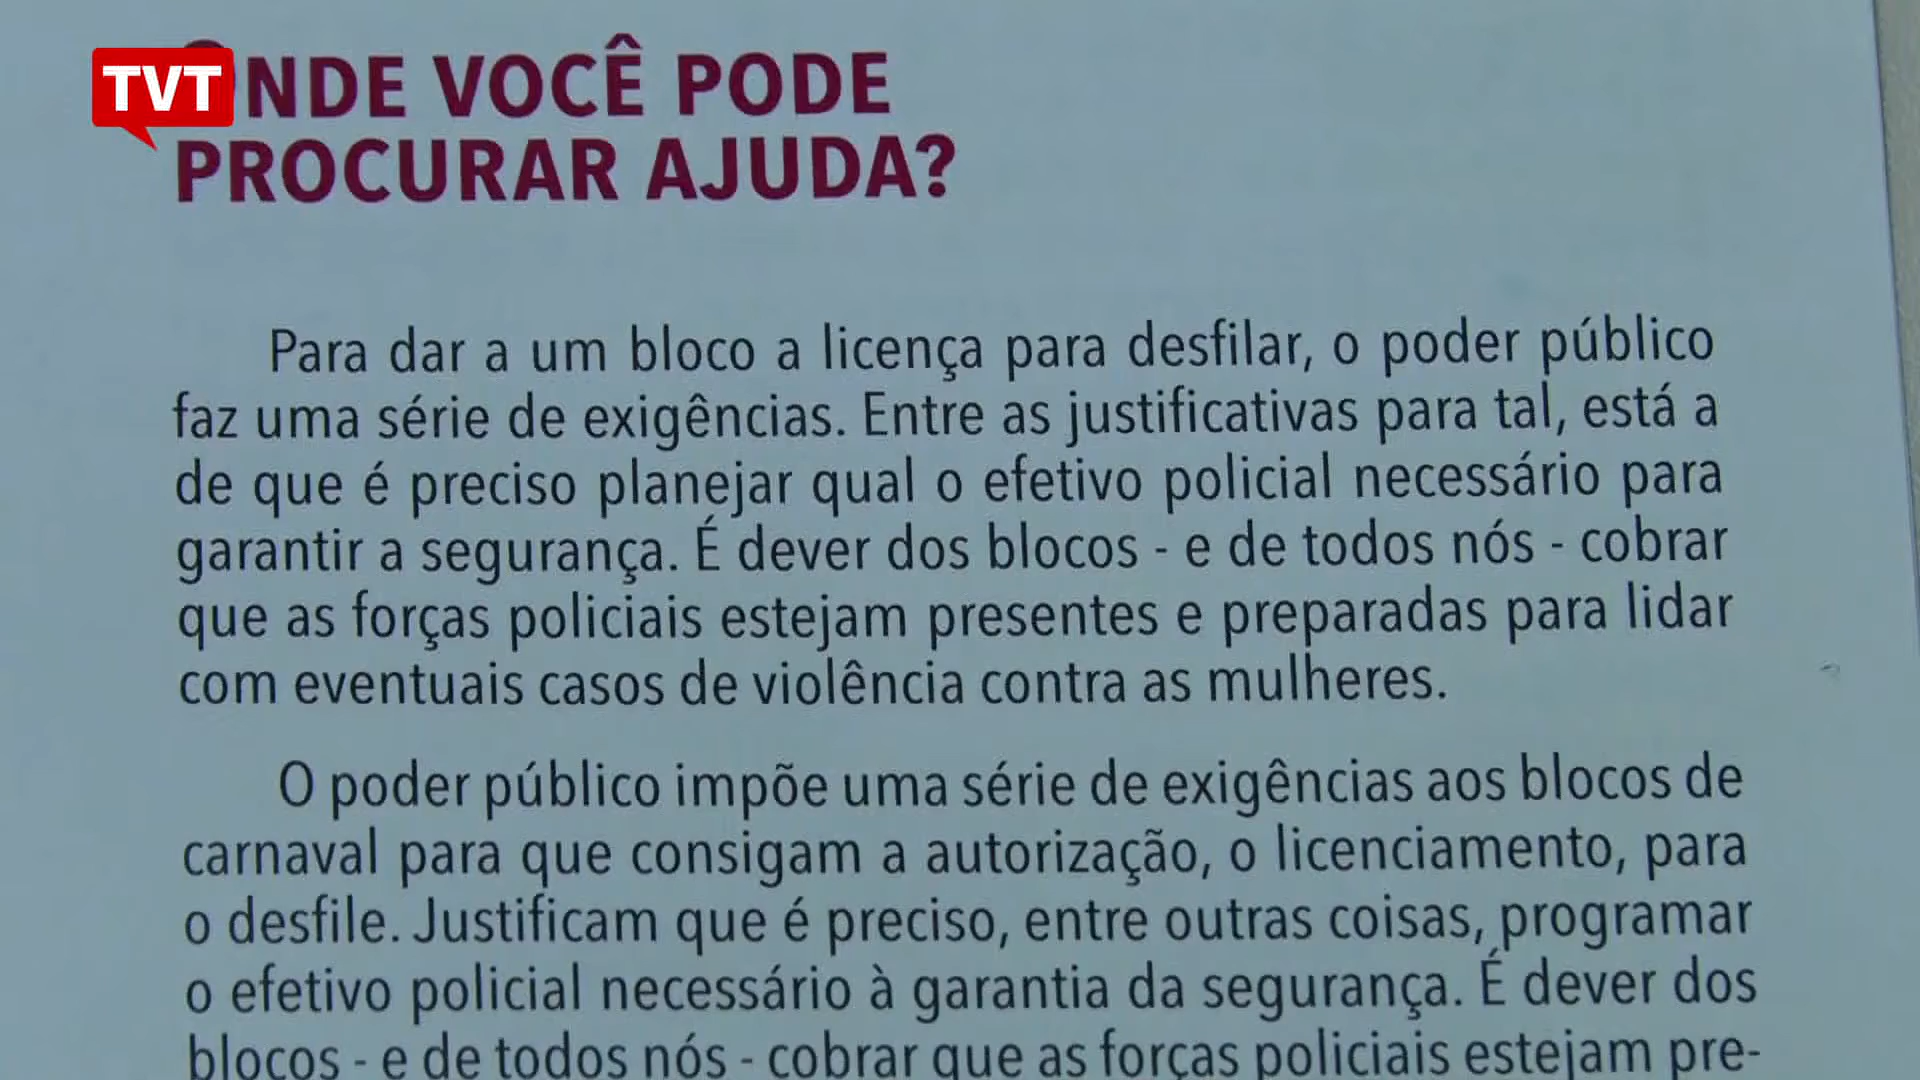 TVT
ONDE VOCÊ PODE
PROCURAR AJUDA?
Para dar a um bloco a licença para desfilar, o poder público
faz uma série de exigências. Entre as justificativas para tal, está a
de que é preciso planejar qual o efetivo policial necessário para
garantir a segurança. É dever dos blocos - e de todos nós - cobrar
que as forças policiais estejam presentes e preparadas para lidar
com eventuais casos de violência contra as mulheres.
O poder público impõe uma série de exigências aos blocos de
carnaval para que consigam a autorização, o licenciamento, para
o desfile. Justificam que é preciso, entre outras coisas, programar
o efetivo policial necessário à garantia da segurança. É dever dos
blocos - e de todos nós - cobrar que as forças policiais estejam pre-